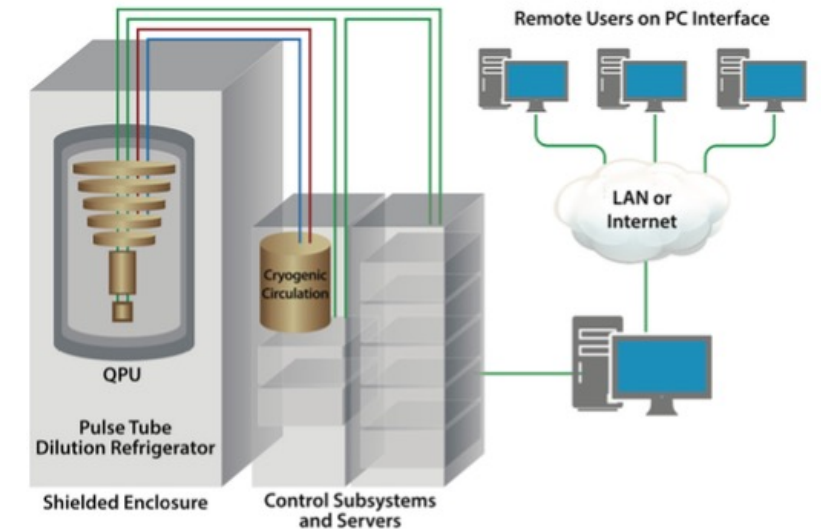 Remote Users on PC Interface
LAN or
Internet
Cryogenic
Circulation
QPU
Pulse Tube
Dilution Refrigerator
Shielded Enclosure
Control Subsystems
and Servers